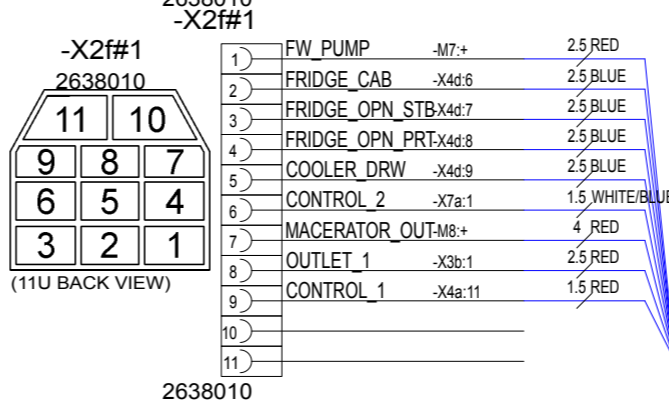 2638010
-X2f#1
-X2f#1
2638010
11 10
9 8 7
6 5 4
3 2 1
(11U BACK VIEW)
1 FW_PUMP -M7:+ 2.5 RED
2 FRIDGE_CAB -X4d:6 2.5 BLUE
3 FRIDGE_OPN_STB -X4d:7 2.5 BLUE
4 FRIDGE_OPN_PRT -X4d:8 2.5 BLUE
5 COOLER_DRW -X4d:9 2.5 BLUE
6 CONTROL_2 -X7a:1 1.5 WHITE/BLUE
7 MACERATOR_OUT -M8:+ 4 RED
8 OUTLET_1 -X3b:1 2.5 RED
9 CONTROL_1 -X4a:11 1.5 RED
10
11
2638010